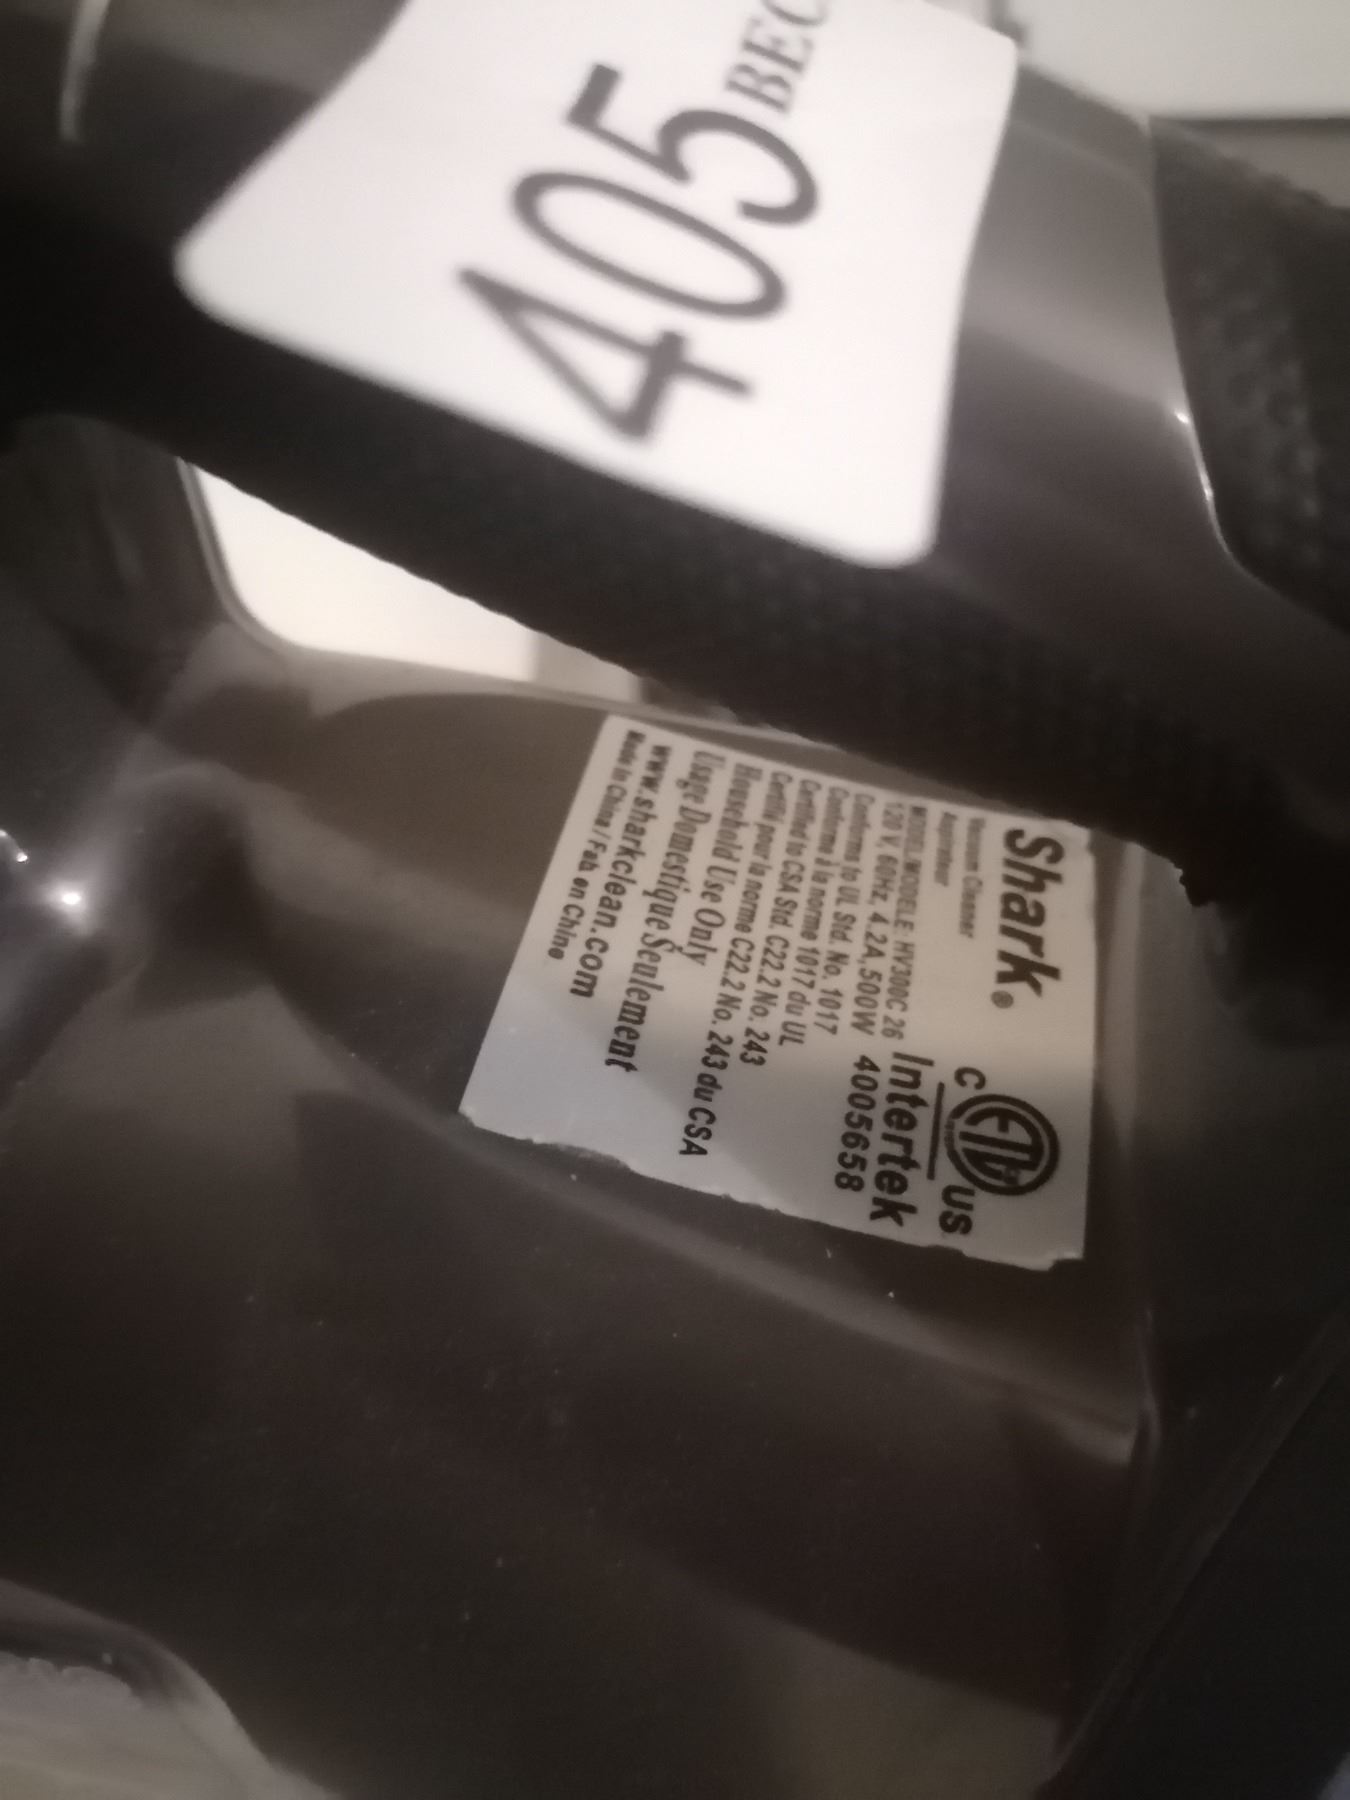 405 BEC
Shark®
Vacuum Cleaner
Aspirateur
MODEL/MODELE: HV300C 26
120 V, 60Hz, 4.2A, 500W
Conforms to UL Std. No. 1017
Conforme à la norme 1017 du UL
Certified to CSA Std. C22.2 No. 243
Certifié pour la norme C22.2 No. 243 du CSA
Household Use Only
Usage Domestique Seulement
www.sharkclean.com
Made in China / Fab en Chine
C ETL US
Intertek
4005658